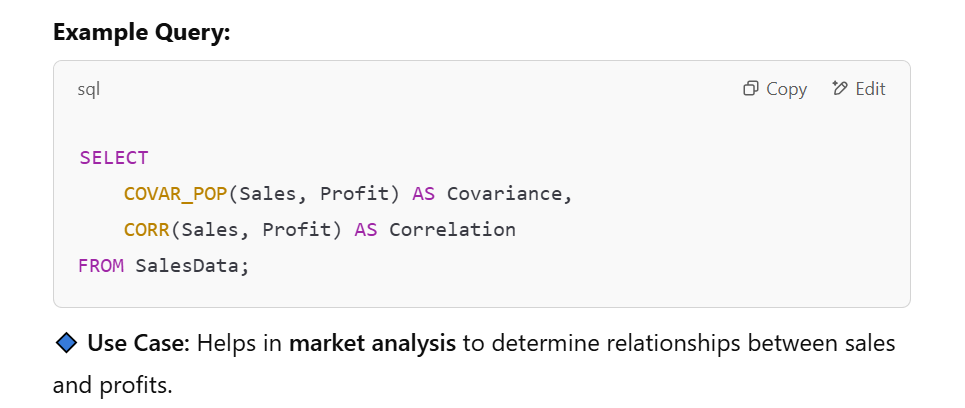 Example Query:
sql Copy Edit
SELECT
    COVAR_POP(Sales, Profit) AS Covariance,
    CORR(Sales, Profit) AS Correlation
FROM SalesData;
🔷 Use Case: Helps in market analysis to determine relationships between sales
and profits.